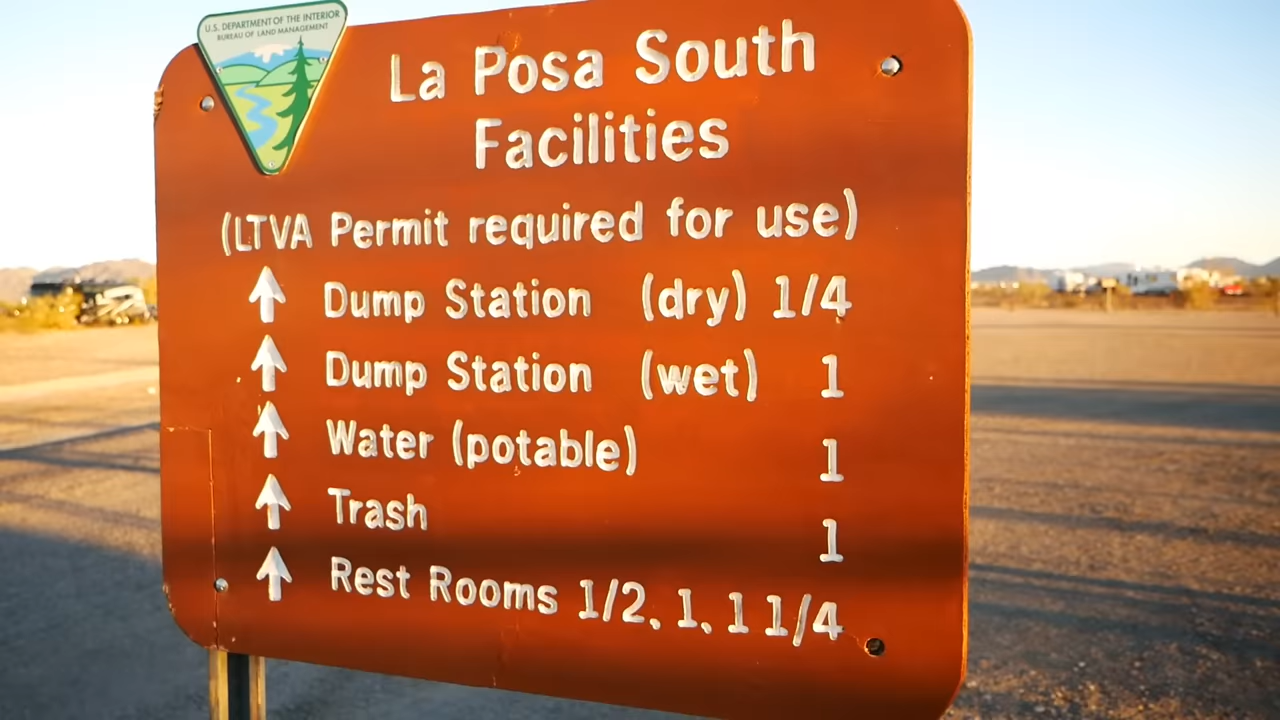 U.S. DEPARTMENT OF THE INTERIOR
BUREAU OF LAND MANAGEMENT
La Posa South
Facilities
(LTVA Permit required for use)
↑ Dump Station (dry) 1/4
↑ Dump Station (wet) 1
↑ Water (potable) 1
↑ Trash 1
↑ Rest Rooms 1/2, 1, 1 1/4